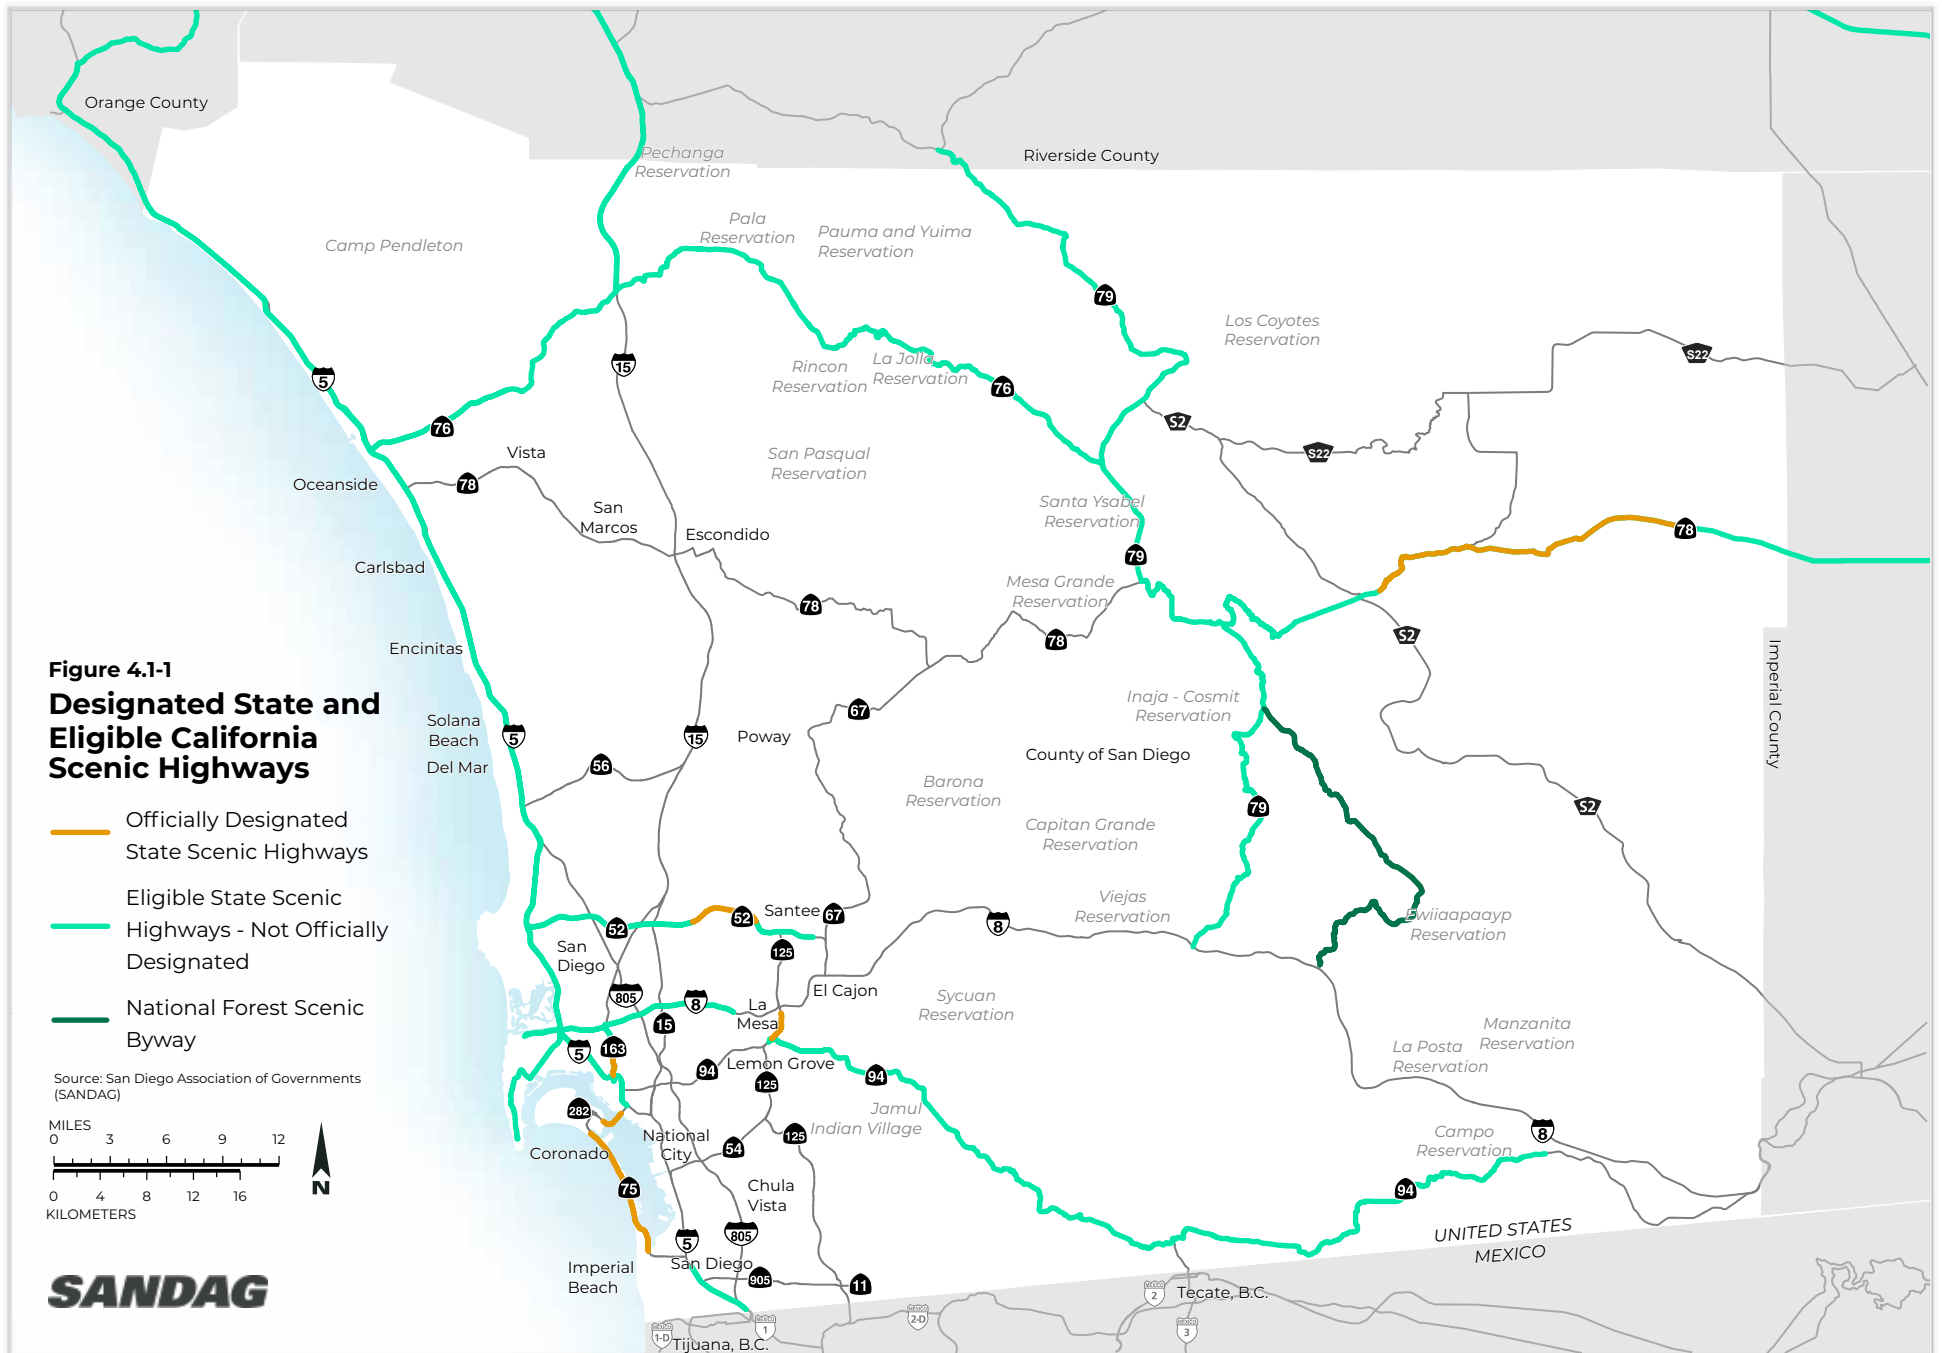 Orange County
Riverside County
Pechanga
Reservation
Pala
Reservation
Pauma and Yuima
Reservation
Camp Pendleton
79
Los Coyotes
Reservation
S22
15
5
La Jolla
Reservation
Rincon
Reservation
76
76
S2
S22
Vista
San Pasqual
Reservation
78
Oceanside
Santa Ysabel
Reservation
San
Marcos
Escondido
78
79
Carlsbad
Mesa Grande
Reservation
78
78
S2
Encinitas
Imperial County
Figure 4.1-1
Designated State and
Eligible California
Scenic Highways
Inaja - Cosmit
Reservation
67
Solana
Beach
5
15
Poway
County of San Diego
Del Mar
56
Barona
Reservation
79
S2
Capitan Grande
Reservation
Officially Designated
State Scenic Highways
Eligible State Scenic
Highways - Not Officially
Designated
National Forest Scenic
Byway
Viejas
Reservation
Santee
67
52
52
8
Ewiiaapaayp
Reservation
San
Diego
125
El Cajon
805
8
La
Mesa
Sycuan
Reservation
15
Manzanita
Reservation
La Posta
Reservation
5
163
94
Lemon Grove
125
94
Source: San Diego Association of Governments
(SANDAG)
282
Jamul
Indian Village
MILES
0 3 6 9 12
0 4 8 12 16
KILOMETERS
N
National
City
125
54
Coronado
8
Campo
Reservation
75
Chula
Vista
94
805
5
San Diego
UNITED STATES
MEXICO
Imperial
Beach
905
11
SANDAG
MEXICO
2
Tecate, B.C.
MEXICO
2-D
MEXICO
1
MEXICO
1-D
Tijuana, B.C.
MEXICO
3